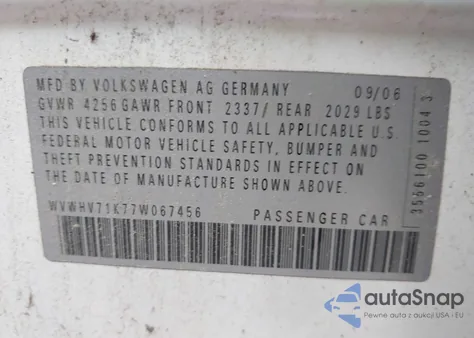 MFD BY VOLKSWAGEN AG GERMANY 09/06
GVWR 4256 GAWR FRONT 2337/ REAR 2029 LBS
THIS VEHICLE CONFORMS TO ALL APPLICABLE U.S.
FEDERAL MOTOR VEHICLE SAFETY, BUMPER AND
THEFT PREVENTION STANDARDS IN EFFECT ON
THE DATE OF MANUFACTURE SHOWN ABOVE.
WVWHV71K77W067456 PASSENGER CAR
3566100 1004 3
autoSnap
Pewne auta z aukcji USA i EU